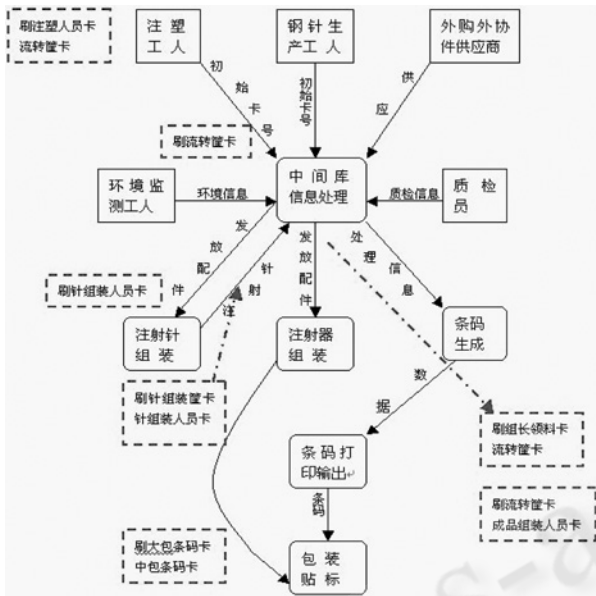 刷注塑人员卡
流转筐卡
注 塑
工 人
钢 针 生
产 工 人
外购外协
件供应商
初始卡号
初始卡号
供应
刷流转筐卡
中 间 库
信息处理
环 境 监
测工人
环境信息
质检信息
质 检
员
发放配件
注射针
发放配件
处理信息
刷针组装人员卡
注射针
组 装
注射器
组 装
条码
生成
刷针组装筐卡
针组装人员卡
数据
刷组长领料卡
流转筐卡
条 码 打
印输出
条码
刷流转筐卡
成品组装人员卡
刷大包条码卡
中包条码卡
包 装
贴 标